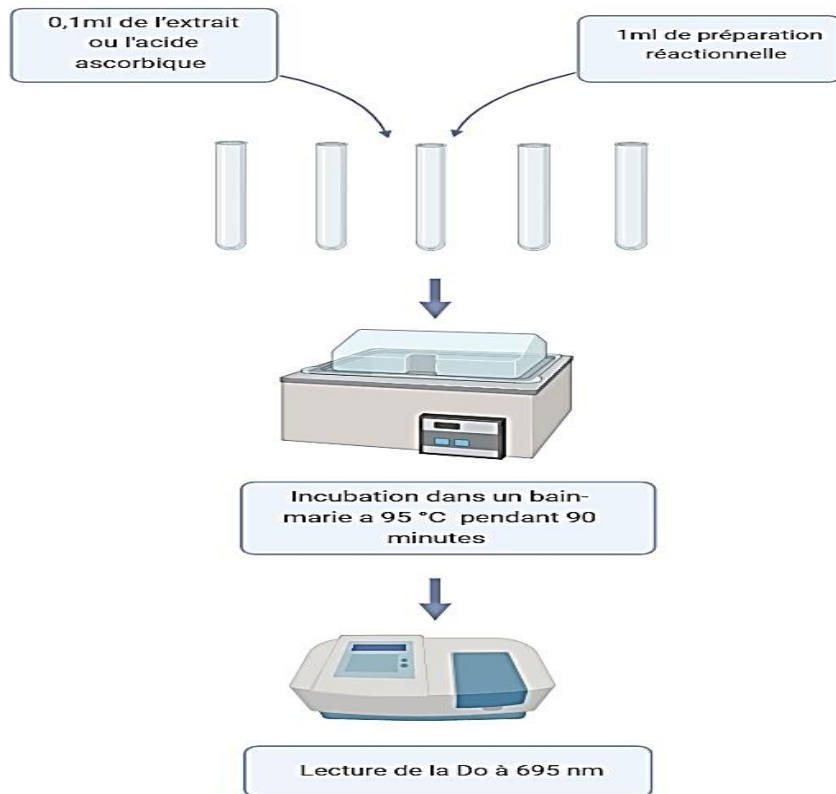 0,1ml de l'extrait
ou l'acide
ascorbique
1ml de préparation
réactionnelle
Incubation dans un bain-
marie a 95 °C pendant 90
minutes
Lecture de la Do à 695 nm